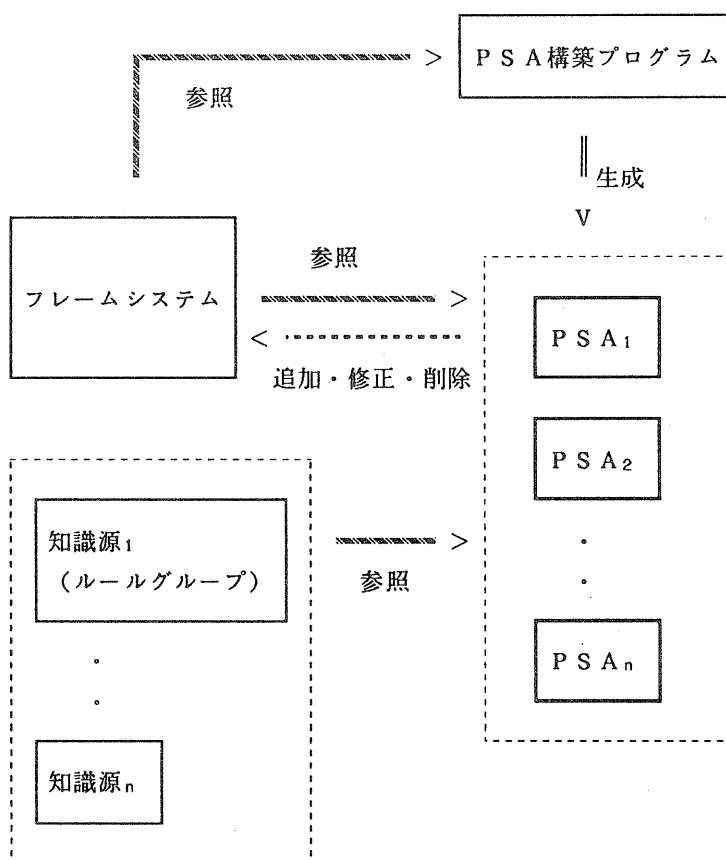 PSA構築プログラム
参照
生成
フレームシステム
参照
追加・修正・削除
PSA₁
PSA₂
・
・
PSAₙ
知識源₁
(ルールグループ)
・
・
知識源ₙ
参照